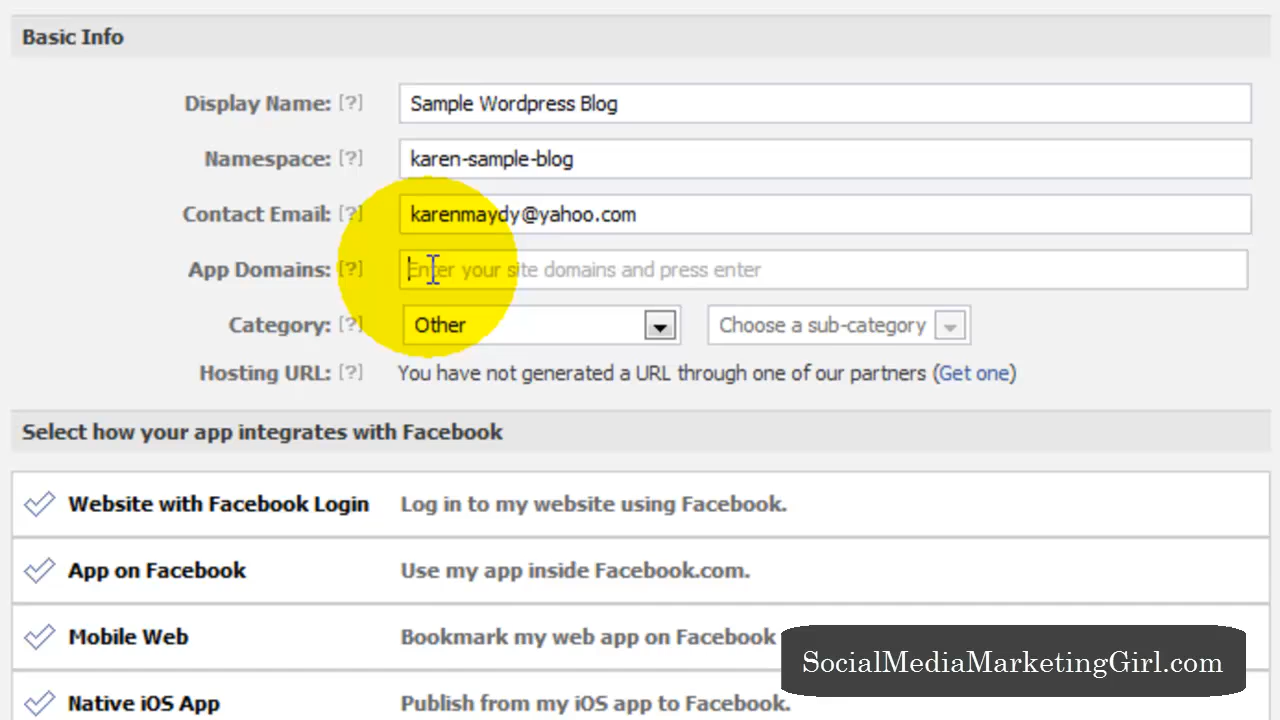 Basic Info
Display Name: [?] Sample Wordpress Blog
Namespace: [?] karen-sample-blog
Contact Email: [?] karenmaydy@yahoo.com
App Domains: [?] Enter your site domains and press enter
Category: [?] Other Choose a sub-category
Hosting URL: [?] You have not generated a URL through one of our partners (Get one)
Select how your app integrates with Facebook
Website with Facebook Login Log in to my website using Facebook.
App on Facebook Use my app inside Facebook.com.
Mobile Web Bookmark my web app on Facebook
SocialMediaMarketingGirl.com
Native iOS App Publish from my iOS app to Facebook.